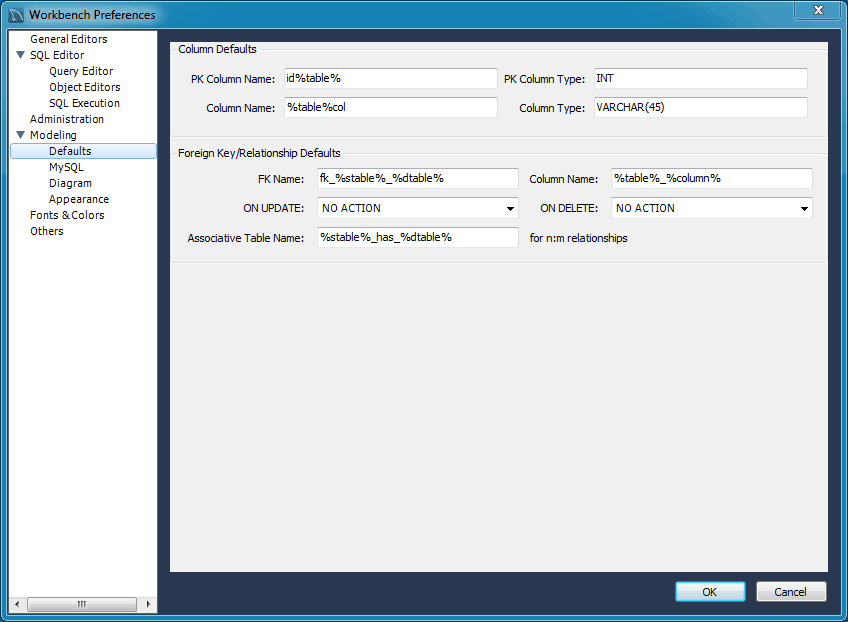 Workbench Preferences
General Editors
SQL Editor
Query Editor
Object Editors
SQL Execution
Administration
Modeling
Defaults
MySQL
Diagram
Appearance
Fonts & Colors
Others
Column Defaults
PK Column Name: id%table% PK Column Type: INT
Column Name: %table%col Column Type: VARCHAR(45)
Foreign Key/Relationship Defaults
FK Name: fk_%stable%_%dtable% Column Name: %table%_%column%
ON UPDATE: NO ACTION ON DELETE: NO ACTION
Associative Table Name: %stable%_has_%dtable% for n:m relationships
OK Cancel